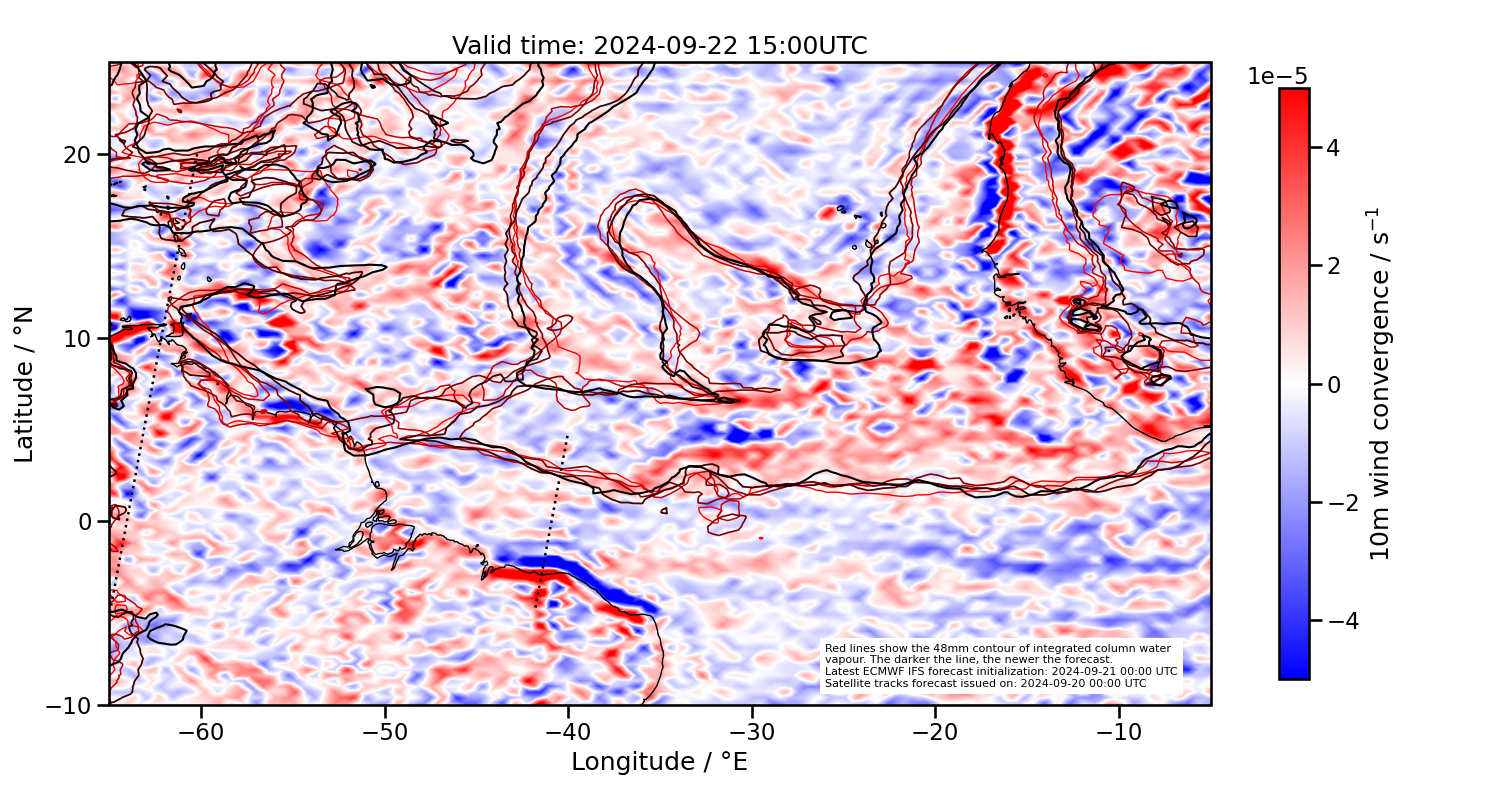 Valid time: 2024-09-22 15:00UTC
1e−5
Latitude / °N
20
10
0
−10
−60
−50
−40
−30
−20
−10
Longitude / °E
Red lines show the 48mm contour of integrated column water
vapour. The darker the line, the newer the forecast.
Latest ECMWF IFS forecast initialization: 2024-09-21 00:00 UTC
Satellite tracks forecast issued on: 2024-09-20 00:00 UTC
4
2
0
−2
−4
10m wind convergence / s⁻¹